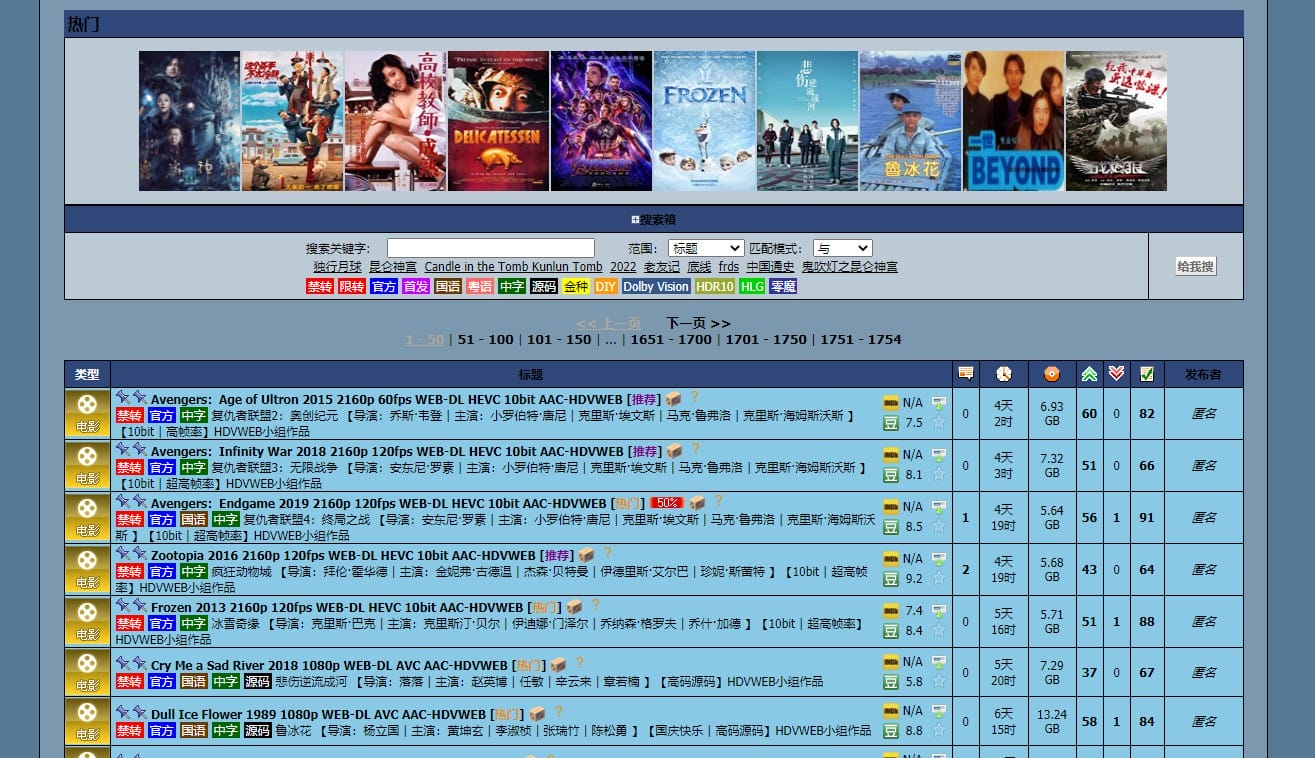 热门
高校教師·成熟
DELICATESSEN
FROZEN
悲伤逆流成河
魯冰花
BEYOND
搜索箱
搜索关键字: 范围: 标题 匹配模式: 与
独行月球 昆仑神宫 Candle in the Tomb Kunlun Tomb 2022 老友记 底线 frds 中国通史 鬼吹灯之昆仑神宫
给我搜
禁转 限转 官方 首发 国语 粤语 中字 源码 金种 DIY Dolby Vision HDR10 HLG 零魔
<< 上一页 下一页 >>
1 - 50 | 51 - 100 | 101 - 150 | ... | 1651 - 1700 | 1701 - 1750 | 1751 - 1754
类型 标题 发布者
电影 Avengers: Age of Ultron 2015 2160p 60fps WEB-DL HEVC 10bit AAC-HDVWEB [推荐] ?
禁转 官方 中字 复仇者联盟2:奥创纪元 【导演:乔斯·韦登 | 主演:小罗伯特·唐尼 | 克里斯·埃文斯 | 马克·鲁弗洛 | 克里斯·海姆斯沃斯 】
【10bit | 高帧率】HDVWEB小组作品
IMDb N/A
豆 7.5
0 4天 2时 6.93 GB 60 0 82 匿名
电影 Avengers: Infinity War 2018 2160p 120fps WEB-DL HEVC 10bit AAC-HDVWEB [推荐] ?
禁转 官方 中字 复仇者联盟3:无限战争 【导演:安东尼·罗素 | 主演:小罗伯特·唐尼 | 克里斯·埃文斯 | 马克·鲁弗洛 | 克里斯·海姆斯沃斯 】
【10bit | 超高帧率】HDVWEB小组作品
IMDb N/A
豆 8.1
0 4天 3时 7.32 GB 51 0 66 匿名
电影 Avengers: Endgame 2019 2160p 120fps WEB-DL HEVC 10bit AAC-HDVWEB [热门] 50% ?
禁转 官方 国语 中字 复仇者联盟4:终局之战 【导演:安东尼·罗素 | 主演:小罗伯特·唐尼 | 克里斯·埃文斯 | 马克·鲁弗洛 | 克里斯·海姆斯沃
斯 】【10bit | 超高帧率】HDVWEB小组作品
IMDb N/A
豆 8.5
1 4天 19时 5.64 GB 56 1 91 匿名
电影 Zootopia 2016 2160p 120fps WEB-DL HEVC 10bit AAC-HDVWEB [推荐] ?
禁转 官方 中字 疯狂动物城 【导演:拜伦·霍华德 | 主演:金妮弗·古德温 | 杰森·贝特曼 | 伊德里斯·艾尔巴 | 珍妮·斯蕾特 】【10bit | 超高帧
率】HDVWEB小组作品
IMDb N/A
豆 9.2
2 4天 19时 5.68 GB 43 0 64 匿名
电影 Frozen 2013 2160p 120fps WEB-DL HEVC 10bit AAC-HDVWEB [热门] ?
禁转 官方 中字 冰雪奇缘 【导演:克里斯·巴克 | 主演:克里斯汀·贝尔 | 伊迪娜·门泽尔 | 乔纳森·格罗夫 | 乔什·加德 】【10bit | 超高帧率】
HDVWEB小组作品
IMDb 7.4
豆 8.4
0 5天 16时 5.71 GB 51 1 88 匿名
电影 Cry Me a Sad River 2018 1080p WEB-DL AVC AAC-HDVWEB [热门] ?
禁转 官方 国语 中字 源码 悲伤逆流成河 【导演:落落 | 主演:赵英博 | 任敏 | 辛云来 | 章若楠 】【高码源码】HDVWEB小组作品
IMDb N/A
豆 5.8
0 5天 20时 7.29 GB 37 0 67 匿名
电影 Dull Ice Flower 1989 1080p WEB-DL AVC AAC-HDVWEB [热门] ?
禁转 官方 国语 中字 源码 鲁冰花 【导演:杨立国 | 主演:黄坤玄 | 李淑桢 | 张瑞竹 | 陈松勇 】【国庆快乐 | 高码源码】HDVWEB小组作品
IMDb N/A
豆 8.8
0 6天 15时 13.24 GB 58 1 84 匿名